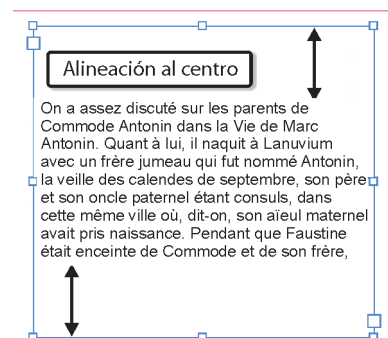 Alineación al centro
On a assez discuté sur les parents de
Commode Antonin dans la Vie de Marc
Antonin. Quant à lui, il naquit à Lanuvium
avec un frère jumeau qui fut nommé Antonin,
la veille des calendes de septembre, son père
et son oncle paternel étant consuls, dans
cette même ville où, dit-on, son aïeul maternel
avait pris naissance. Pendant que Faustine
était enceinte de Commode et de son frère,